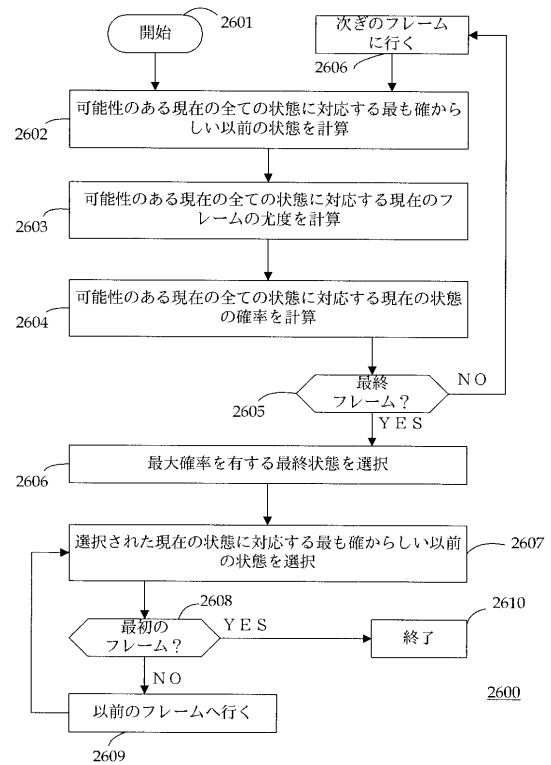 開始
2601
次ぎのフレーム
に行く
2606
可能性のある現在の全ての状態に対応する最も確から
しい以前の状態を計算
2602
可能性のある現在の全ての状態に対応する現在のフ
レームの尤度を計算
2603
可能性のある現在の全ての状態に対応する現在の状態
の確率を計算
2604
最終
フレーム？
ＮＯ
2605
ＹＥＳ
最大確率を有する最終状態を選択
2606
選択された現在の状態に対応する最も確からしい以前
の状態を選択
2607
2608
最初の
フレーム？
ＹＥＳ
2610
終了
ＮＯ
以前のフレームへ行く
2609
2600